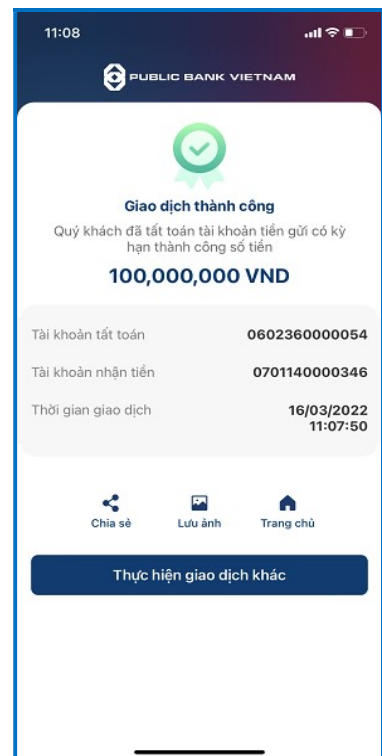 11:08
PUBLIC BANK VIETNAM
Giao dịch thành công
Quý khách đã tất toán tài khoản tiền gửi có kỳ
hạn thành công số tiền
100,000,000 VND
Tài khoản tất toán 0602360000054
Tài khoản nhận tiền 0701140000346
Thời gian giao dịch 16/03/2022
11:07:50
Chia sẻ Lưu ảnh Trang chủ
Thực hiện giao dịch khác